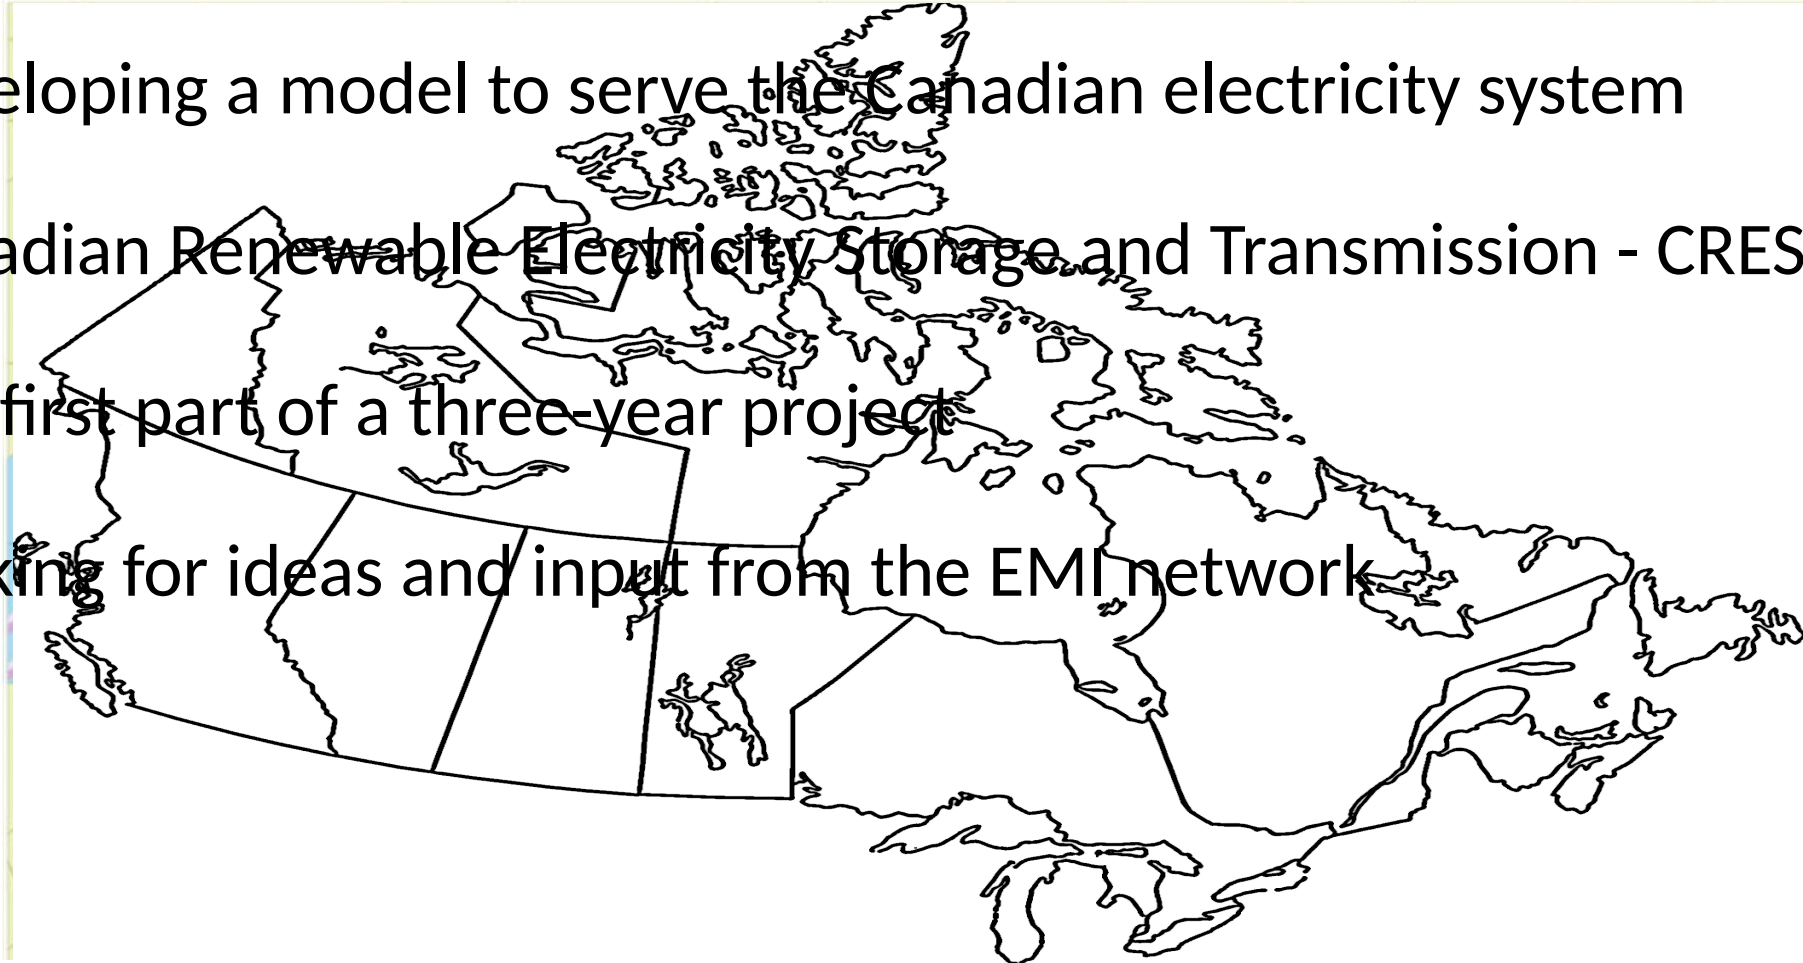 eloping a model to serve the Canadian electricity system
adian Renewable Electricity Storage and Transmission - CRES
first part of a three-year project
king for ideas and input from the EMI network